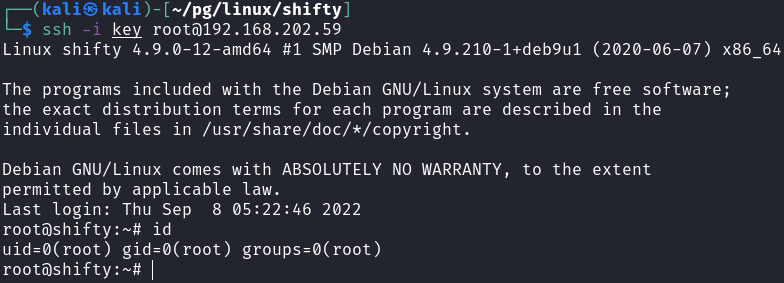 ┌──(kali㉿kali)-[~/pg/linux/shifty]
└─$ ssh -i key root@192.168.202.59
Linux shifty 4.9.0-12-amd64 #1 SMP Debian 4.9.210-1+deb9u1 (2020-06-07) x86_64
The programs included with the Debian GNU/Linux system are free software;
the exact distribution terms for each program are described in the
individual files in /usr/share/doc/*/copyright.
Debian GNU/Linux comes with ABSOLUTELY NO WARRANTY, to the extent
permitted by applicable law.
Last login: Thu Sep  8 05:22:46 2022
root@shifty:~# id
uid=0(root) gid=0(root) groups=0(root)
root@shifty:~#